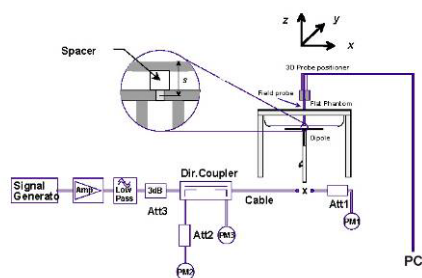 z
y
x
Spacer
s
3D Probe positioner
Field probe
Flat Phantom
Dipole
Signal
Generato
Amp
Low
Pass
3dB
Att3
Dir.Coupler
Cable
x
Att1
PM1
Att2
PM3
PM2
PC